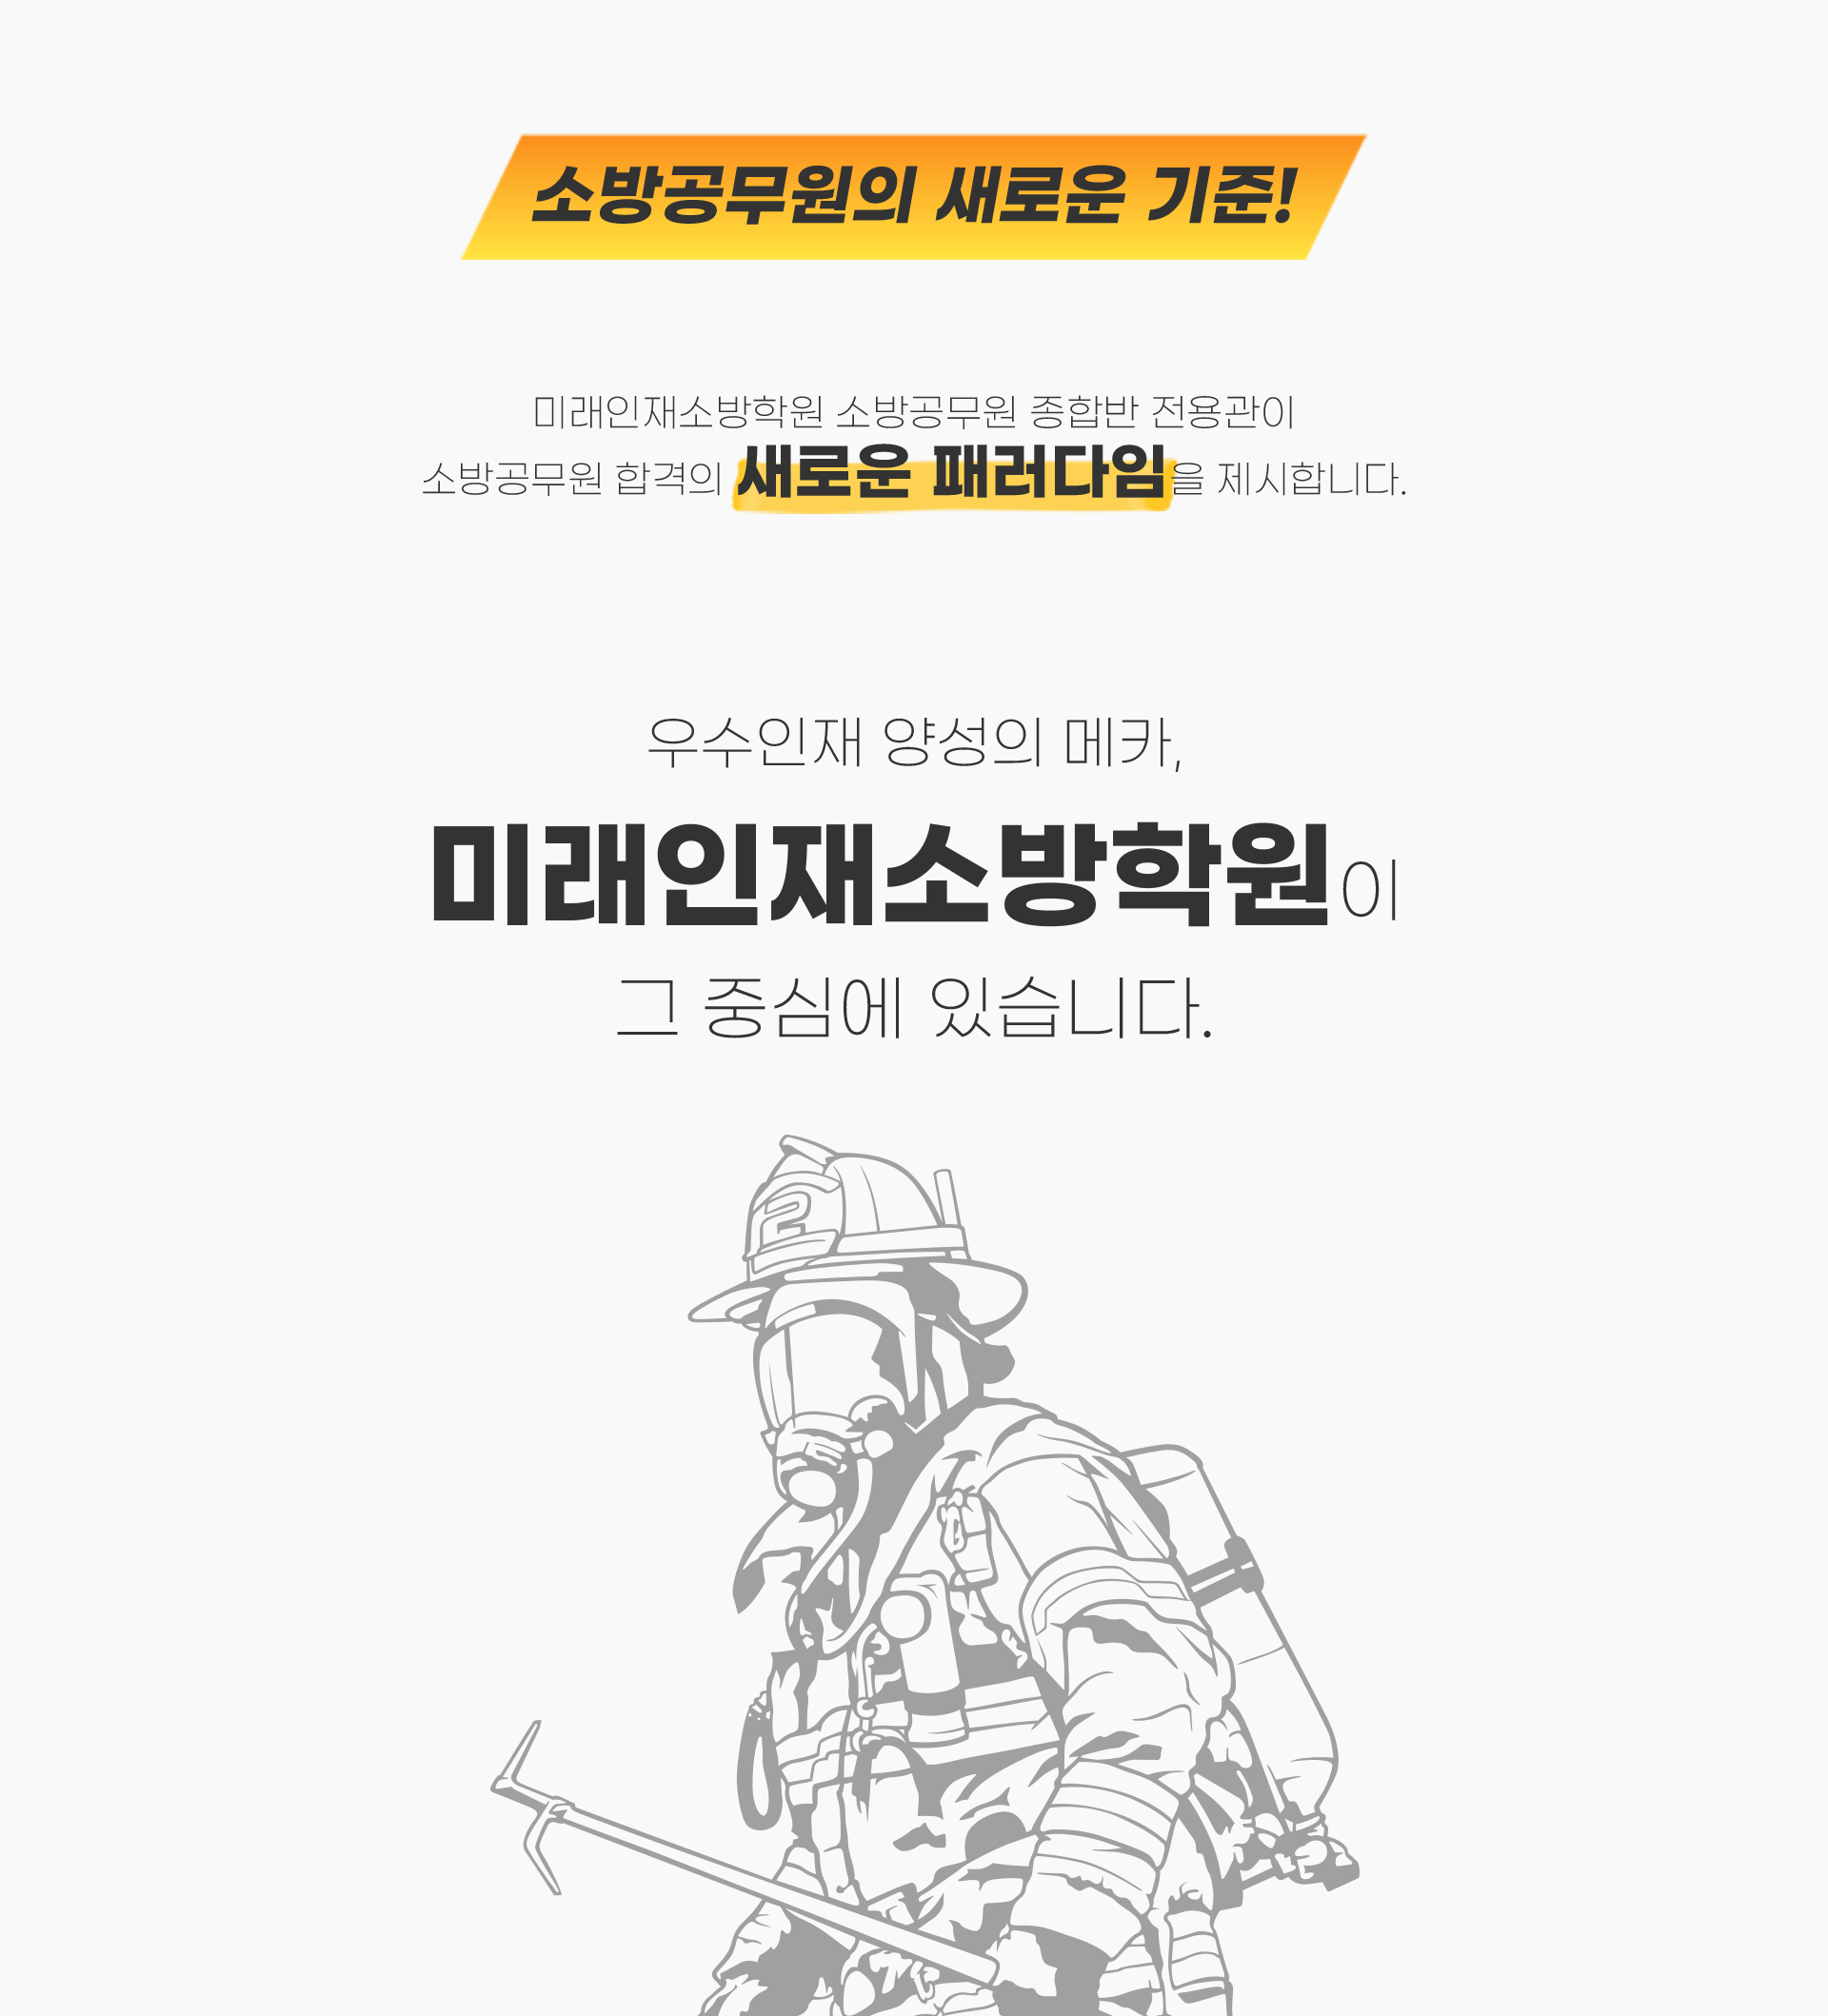 소방공무원의 새로운 기준!
미래인재소방학원 소방공무원 종합반 전용관이
소방공무원 합격의 새로운 패러다임을 제시합니다.
우수인재 양성의 메카,
미래인재소방학원이
그 중심에 있습니다.
2